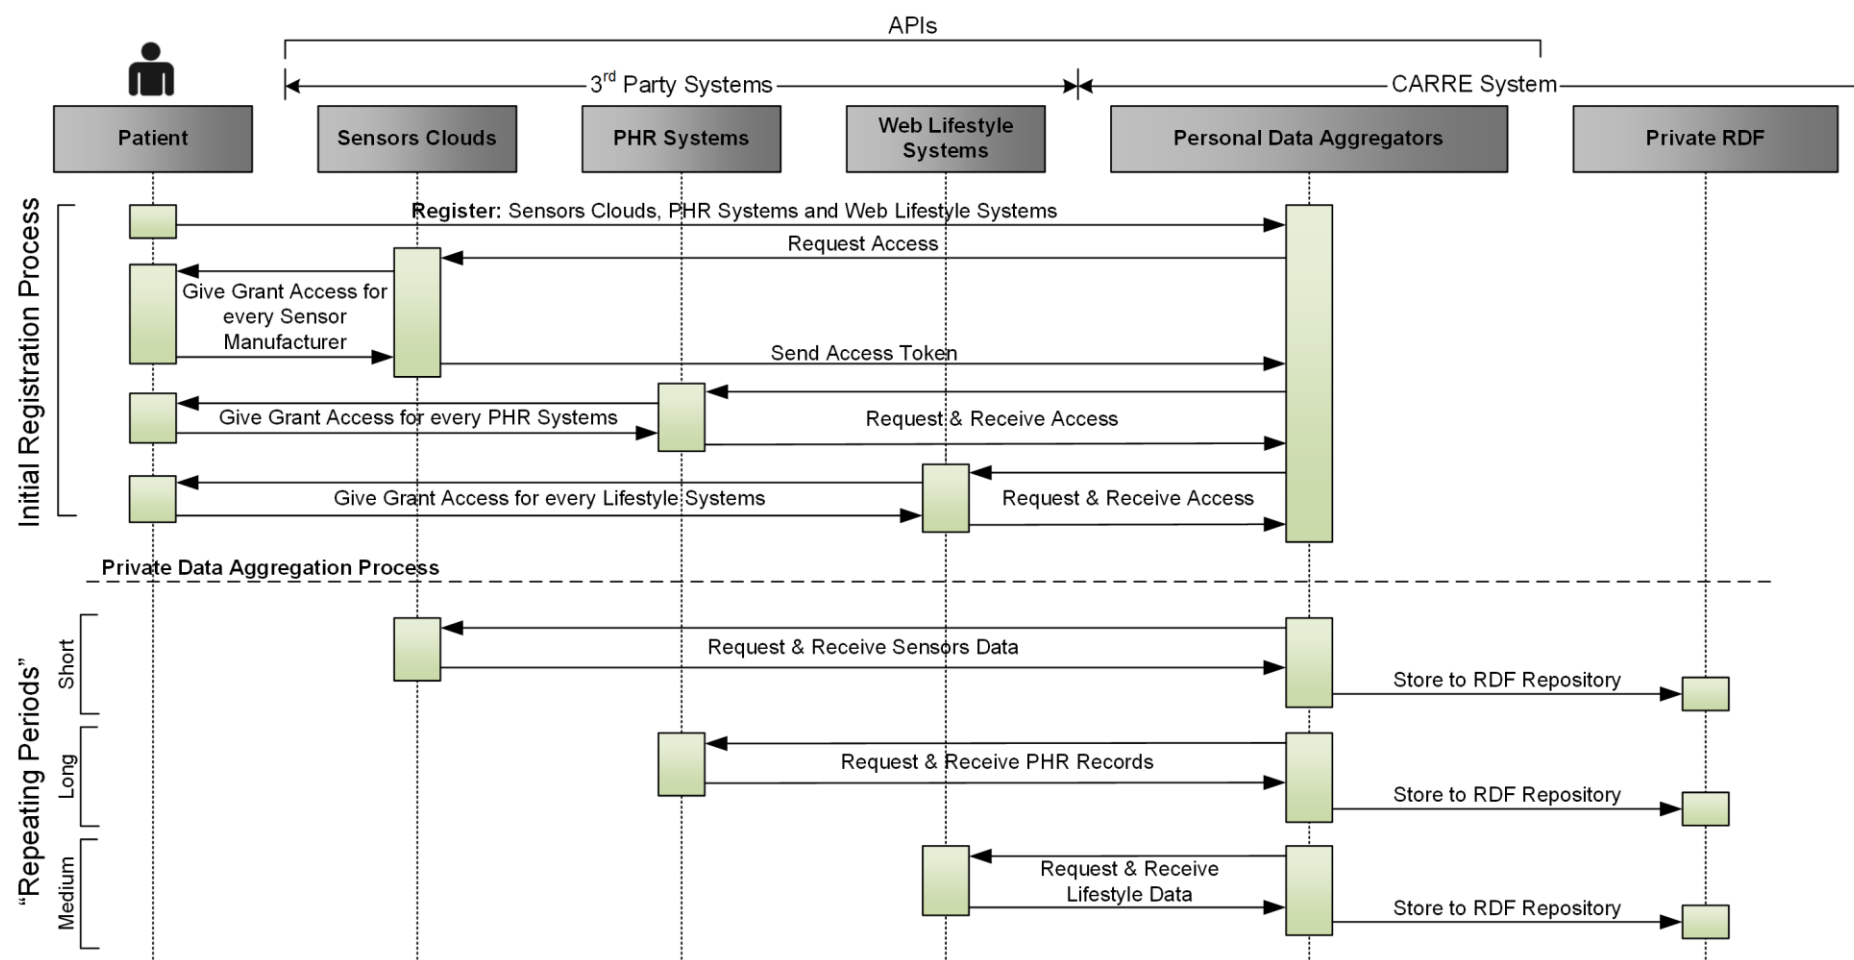 APIs
3rd Party Systems
CARRE System
Patient
Sensors Clouds
PHR Systems
Web Lifestyle
Systems
Personal Data Aggregators
Private RDF
Initial Registration Process
Register: Sensors Clouds, PHR Systems and Web Lifestyle Systems
Request Access
Give Grant Access for
every Sensor
Manufacturer
Send Access Token
Give Grant Access for every PHR Systems
Request & Receive Access
Give Grant Access for every Lifestyle Systems
Request & Receive Access
Private Data Aggregation Process
“Repeating Periods”
Short
Request & Receive Sensors Data
Store to RDF Repository
Long
Request & Receive PHR Records
Store to RDF Repository
Medium
Request & Receive
Lifestyle Data
Store to RDF Repository